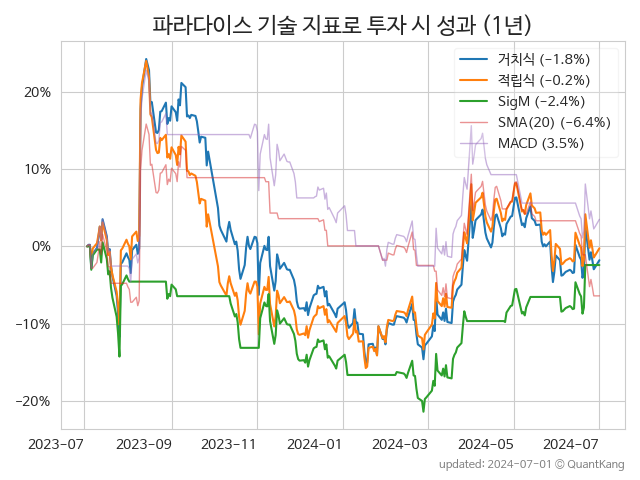 파라다이스 기술 지표로 투자 시 성과 (1년)
거치식 (−1.8%)
적립식 (−0.2%)
SigM (−2.4%)
SMA(20) (−6.4%)
MACD (3.5%)
20%
10%
0%
−10%
−20%
2023-07 2023-09 2023-11 2024-01 2024-03 2024-05 2024-07
updated: 2024-07-01 © QuantKang